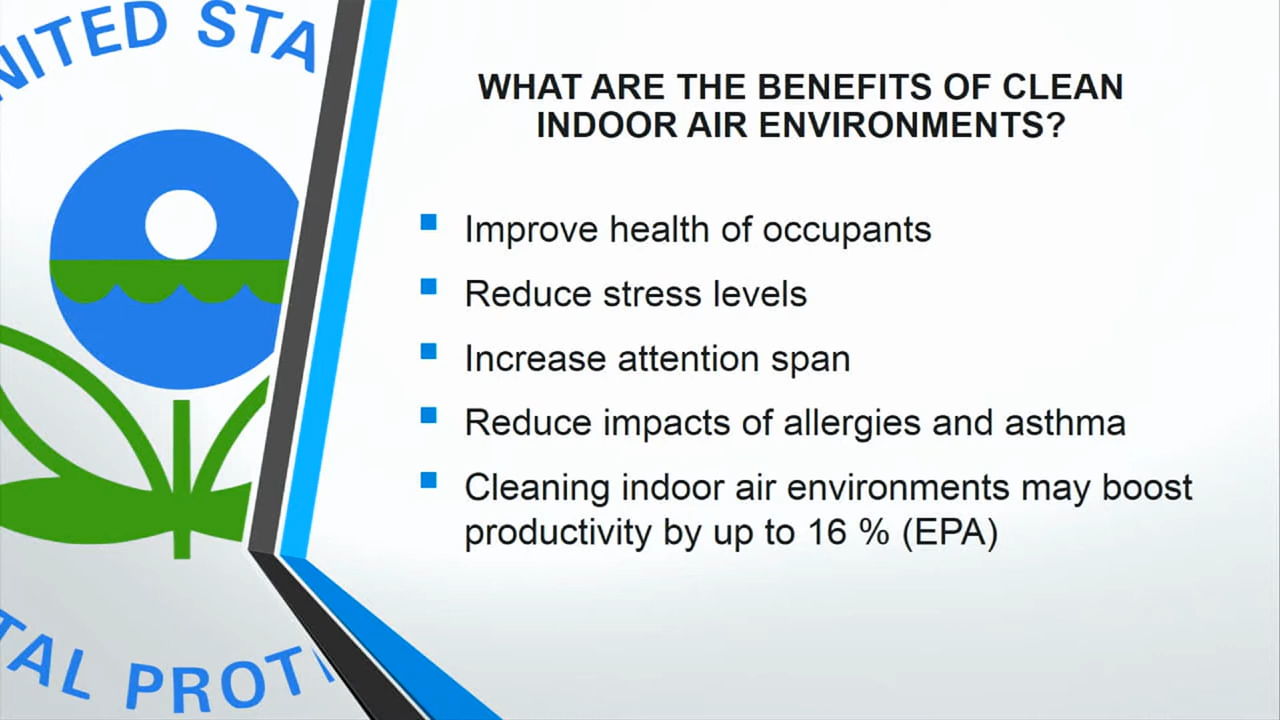 NITED STA
WHAT ARE THE BENEFITS OF CLEAN
INDOOR AIR ENVIRONMENTS?
Improve health of occupants
Reduce stress levels
Increase attention span
Reduce impacts of allergies and asthma
Cleaning indoor air environments may boost
productivity by up to 16 % (EPA)
TAL PROT